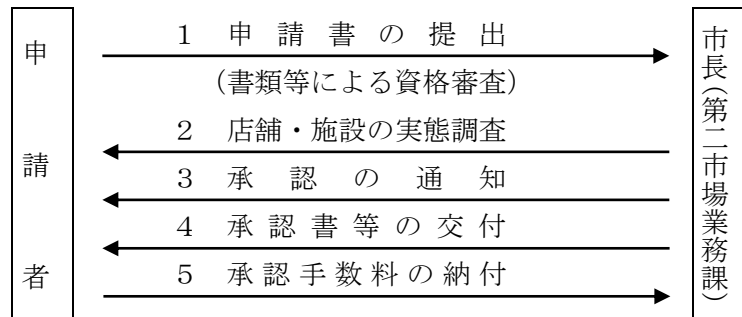 申請者
1　申請書の提出
(書類等による資格審査)
2　店舗・施設の実態調査
3　承認の通知
4　承認書等の交付
5　承認手数料の納付
市長(第二市場業務課)